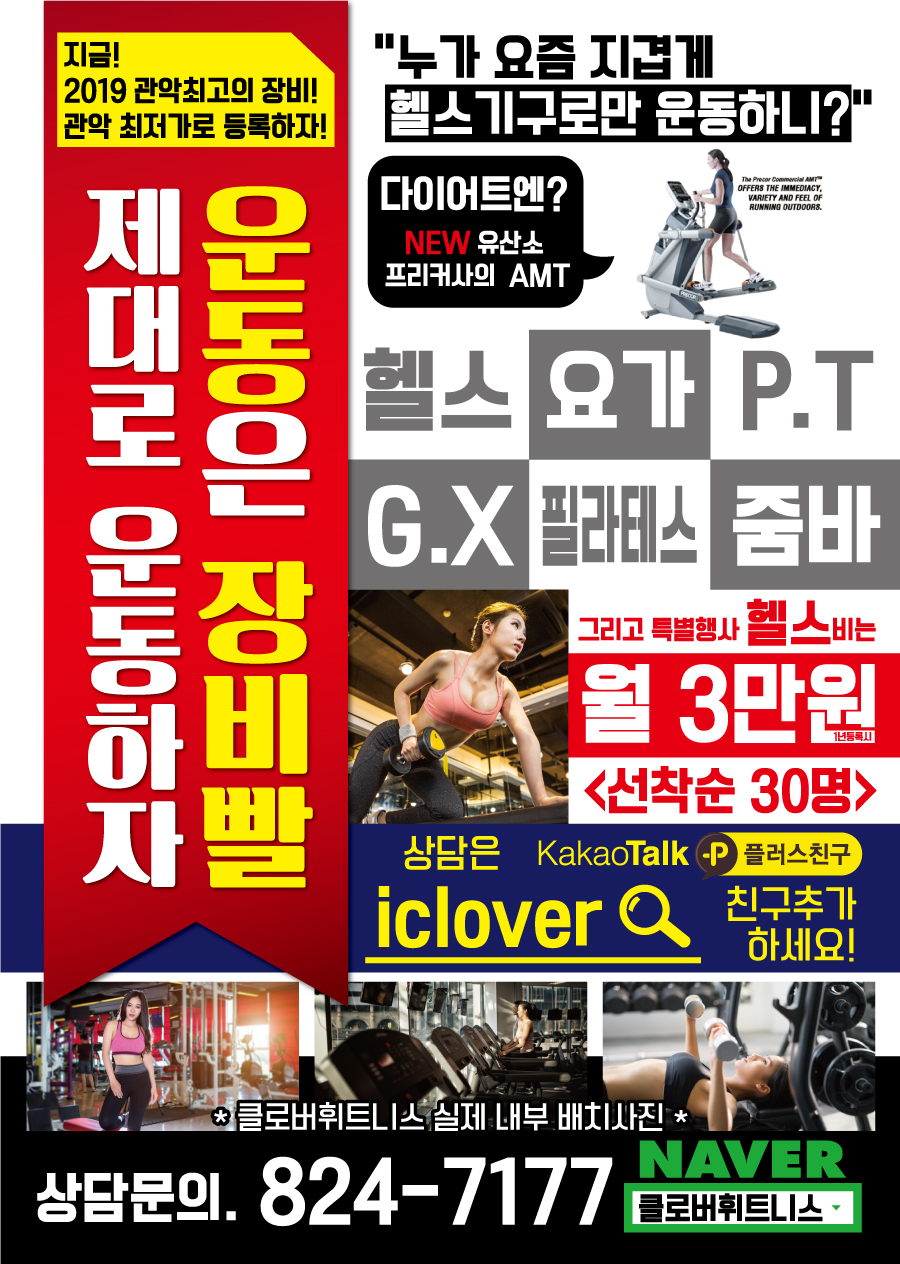 지금!
2019 관악최고의 장비!
관악 최저가로 등록하자!
운동은 장비빨
제대로 운동하자
"누가 요즘 지겹게
헬스기구로만 운동하니?"
다이어트엔?
NEW 유산소
프리커사의 AMT
The Precor Commercial AMT™
OFFERS THE IMMEDIACY,
VARIETY AND FEEL OF
RUNNING OUTDOORS.
PRECOR
헬스 요가 P.T
G.X 필라테스 줌바
그리고 특별행사 헬스비는
월 3만원
1년등록시
<선착순 30명>
상담은 KakaoTalk -P 플러스친구
iclover
친구추가
하세요!
* 클로버휘트니스 실제 내부 배치사진 *
상담문의. 824-7177
NAVER
클로버휘트니스